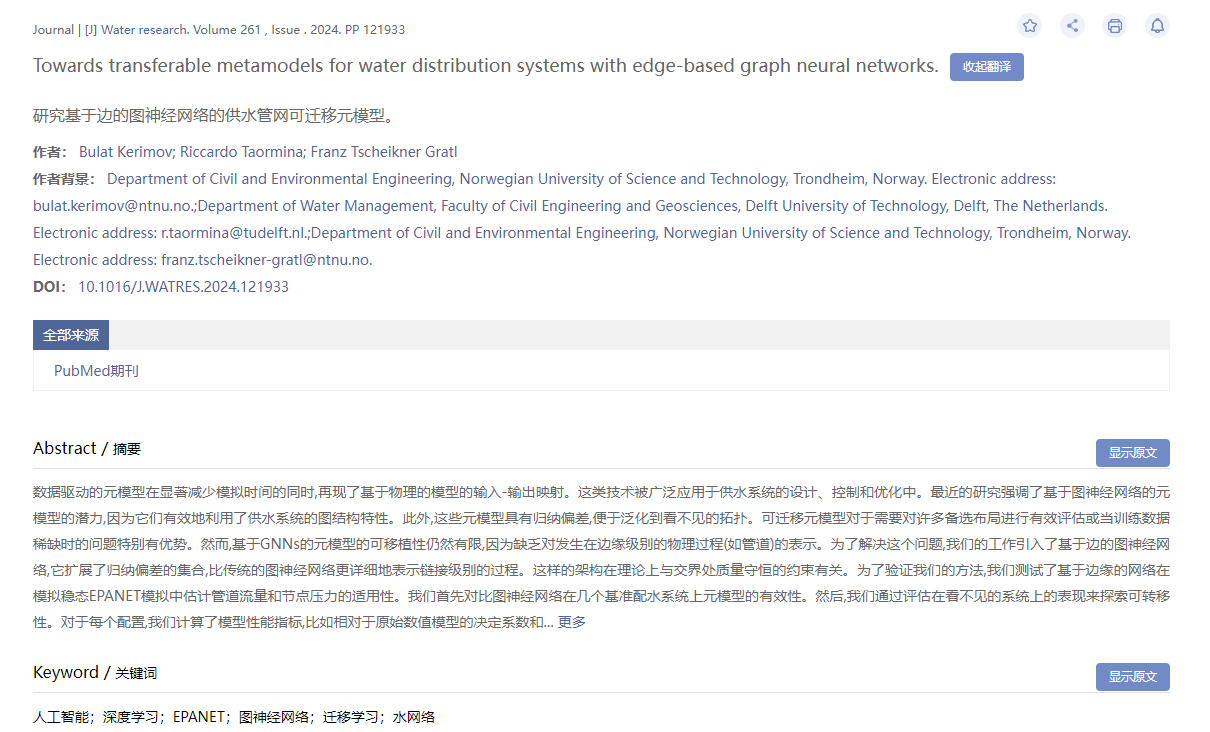 Journal | [J] Water research. Volume 261 , Issue . 2024. PP 121933
Towards transferable metamodels for water distribution systems with edge-based graph neural networks. 收起翻译
研究基于边的图神经网络的供水管网可迁移元模型。
作者： Bulat Kerimov; Riccardo Taormina; Franz Tscheikner Gratl
作者背景： Department of Civil and Environmental Engineering, Norwegian University of Science and Technology, Trondheim, Norway. Electronic address:
bulat.kerimov@ntnu.no.;Department of Water Management, Faculty of Civil Engineering and Geosciences, Delft University of Technology, Delft, The Netherlands.
Electronic address: r.taormina@tudelft.nl.;Department of Civil and Environmental Engineering, Norwegian University of Science and Technology, Trondheim, Norway.
Electronic address: franz.tscheikner-gratl@ntnu.no.
DOI： 10.1016/J.WATRES.2024.121933
全部来源
PubMed期刊
Abstract / 摘要
显示原文
数据驱动的元模型在显著减少模拟时间的同时,再现了基于物理的模型的输入-输出映射。这类技术被广泛应用于供水系统的设计、控制和优化中。最近的研究强调了基于图神经网络的元
模型的潜力,因为它们有效地利用了供水系统的图结构特性。此外,这些元模型具有归纳偏差,便于泛化到看不见的拓扑。可迁移元模型对于需要对许多备选布局进行有效评估或当训练数据
稀缺时的问题特别有优势。然而,基于GNNs的元模型的可移植性仍然有限,因为缺乏对发生在边缘级别的物理过程(如管道)的表示。为了解决这个问题,我们的工作引入了基于边的图神经网
络,它扩展了归纳偏差的集合,比传统的图神经网络更详细地表示链接级别的过程。这样的架构在理论上与交界处质量守恒的约束有关。为了验证我们的方法,我们测试了基于边缘的网络在
模拟稳态EPANET模拟中估计管道流量和节点压力的适用性。我们首先对比图神经网络在几个基准配水系统上元模型的有效性。然后,我们通过评估在看不见的系统上的表现来探索可转移
性。对于每个配置,我们计算了模型性能指标,比如相对于原始数值模型的决定系数和... 更多
Keyword / 关键词
显示原文
人工智能；深度学习；EPANET；图神经网络；迁移学习；水网络